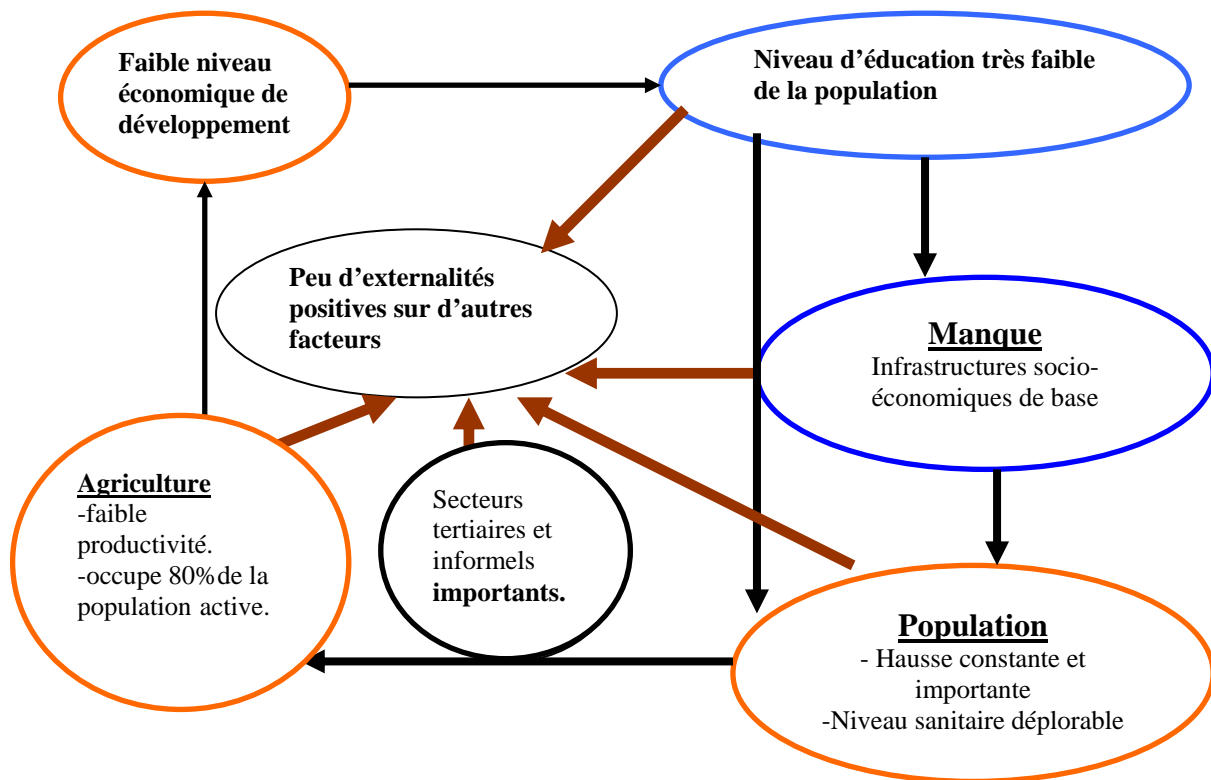 Faible niveau
économique de
développement
Niveau d’éducation très faible
de la population
Peu d’externalités
positives sur d’autres
facteurs
Manque
Infrastructures socio-
économiques de base
Agriculture
-faible
productivité.
-occupe 80% de la
population active.
Secteurs
tertiaires et
informels
importants.
Population
- Hausse constante et
importante
-Niveau sanitaire déplorable